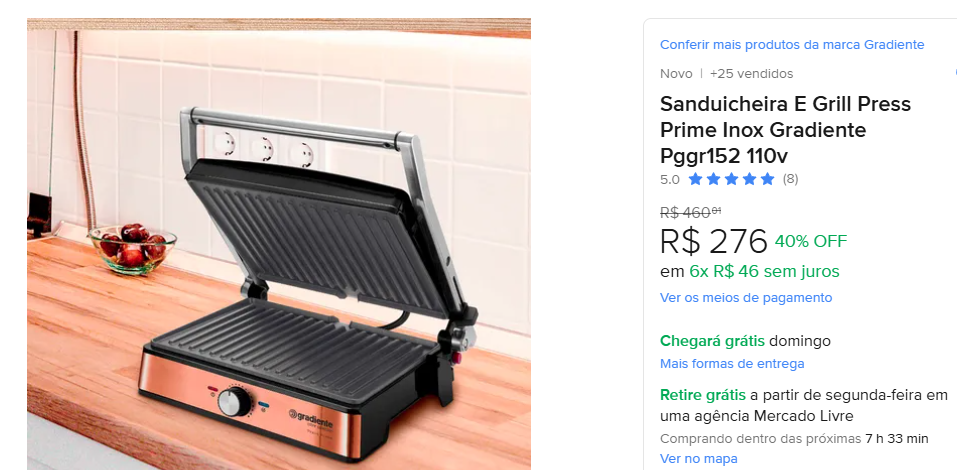 Conferir mais produtos da marca Gradiente
Novo | +25 vendidos
Sanduicheira E Grill Press
Prime Inox Gradiente
Pggr152 110v
5.0 (8)
R$ 460,91
R$ 276 40% OFF
em 6x R$ 46 sem juros
Ver os meios de pagamento
Chegará grátis domingo
Mais formas de entrega
Retire grátis a partir de segunda-feira em
uma agência Mercado Livre
Comprando dentro das próximas 7 h 33 min
Ver no mapa
gradiente